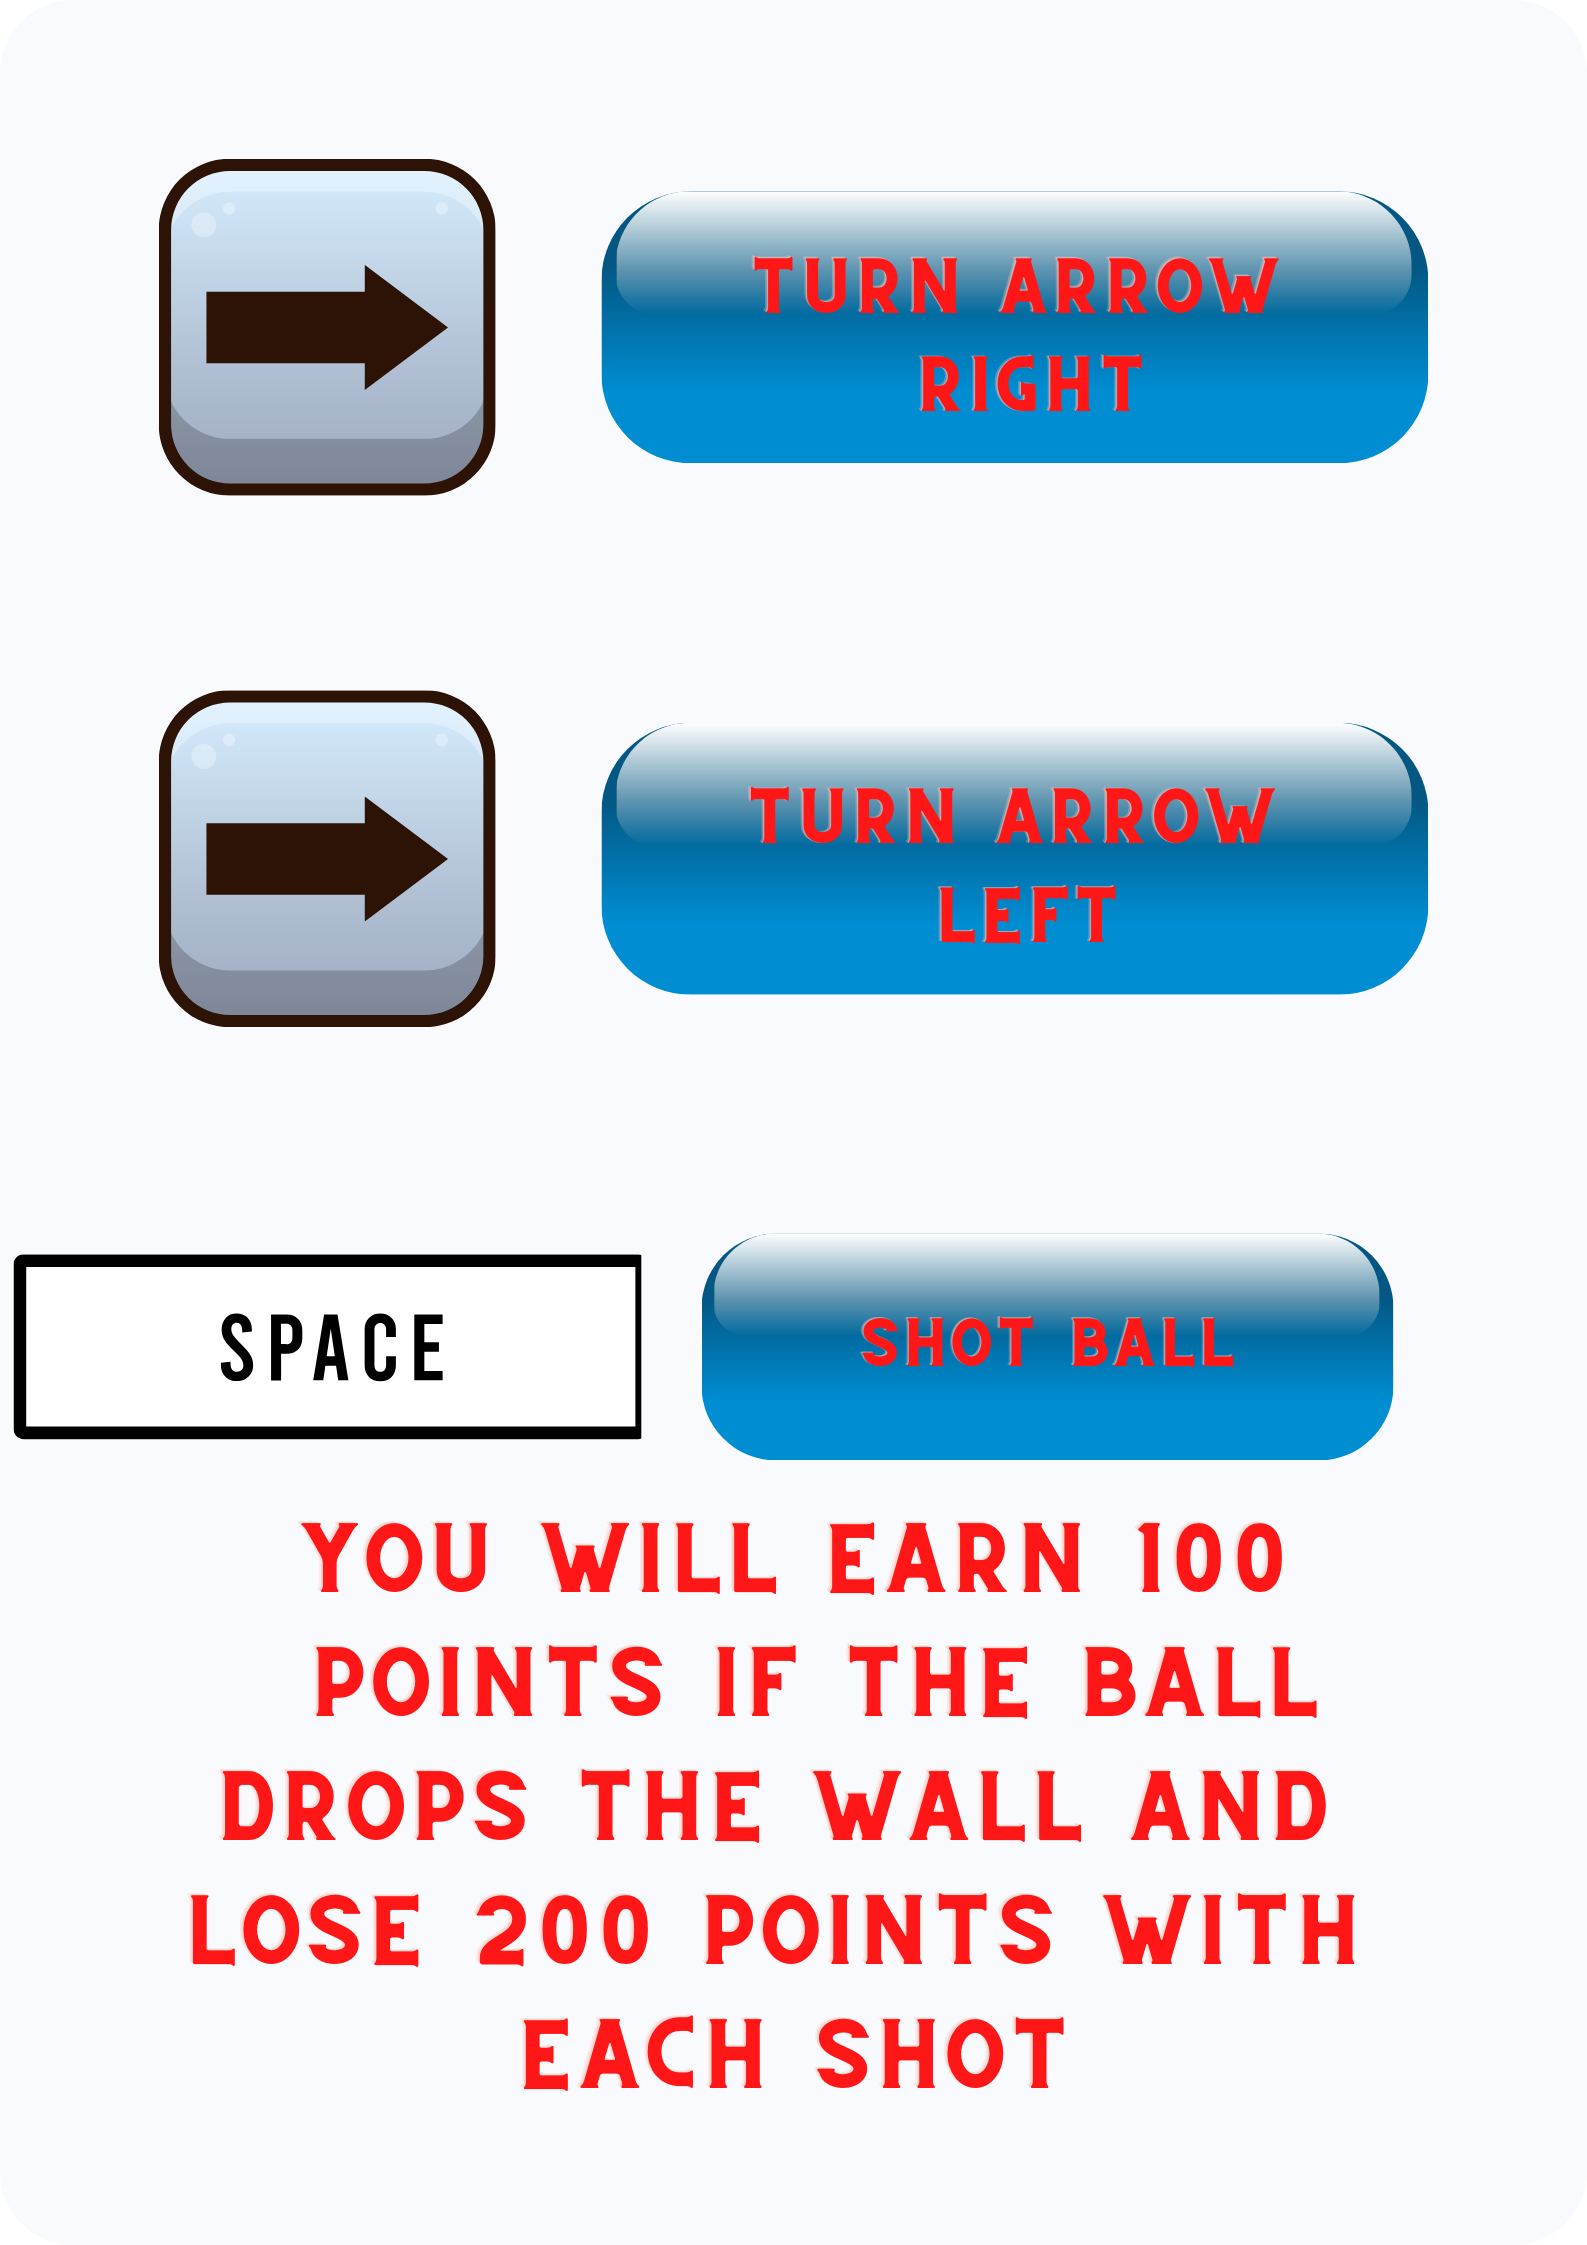 TURN ARROW
RIGHT
TURN ARROW
LEFT
SPACE
SHOT BALL
YOU WILL EARN 100
POINTS IF THE BALL
DROPS THE WALL AND
LOSE 200 POINTS WITH
EACH SHOT